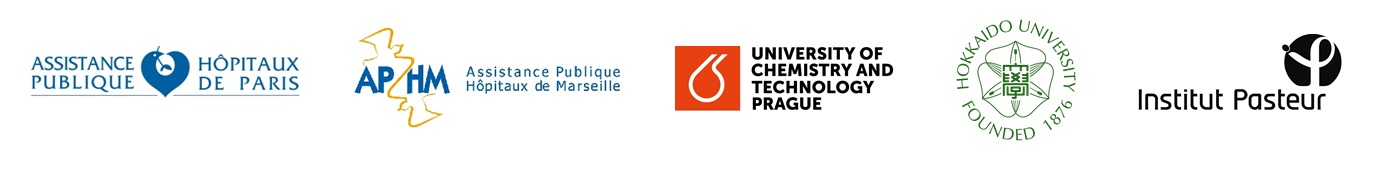 ASSISTANCE
PUBLIQUE
HÔPITAUX
DE PARIS
AP HM
Assistance Publique
Hôpitaux de Marseille
UNIVERSITY OF
CHEMISTRY AND
TECHNOLOGY
PRAGUE
HOKKAIDO UNIVERSITY
FOUNDED 1876
Institut Pasteur